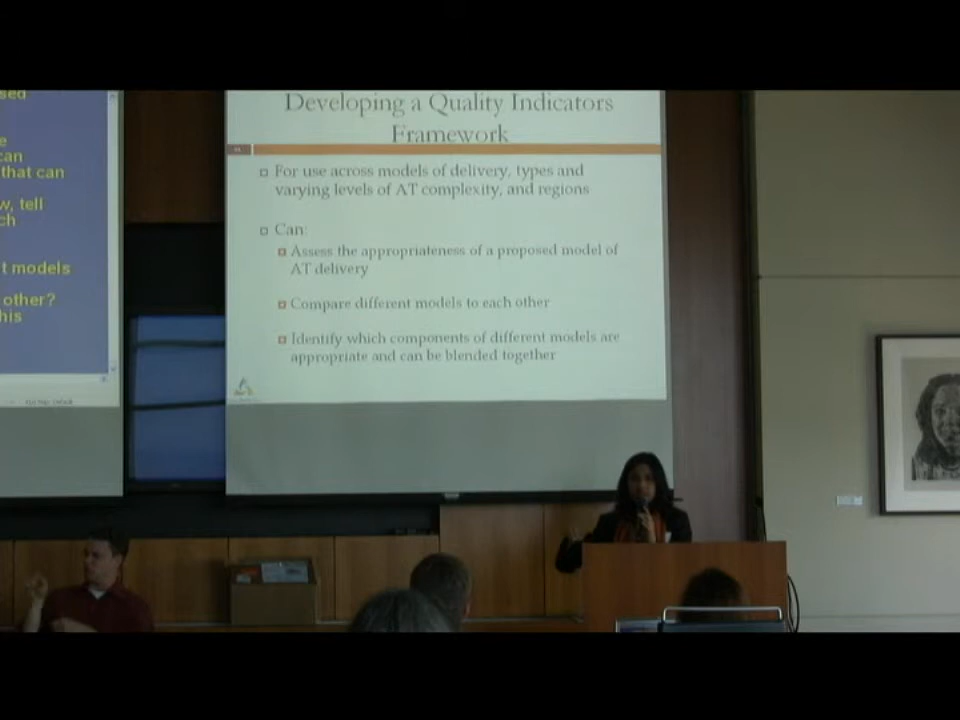 sed
e
can
that can
w, tell
ch
t models
other?
his
Developing a Quality Indicators
Framework
For use across models of delivery, types and
varying levels of AT complexity, and regions
Can:
Assess the appropriateness of a proposed model of
AT delivery
Compare different models to each other
Identify which components of different models are
appropriate and can be blended together